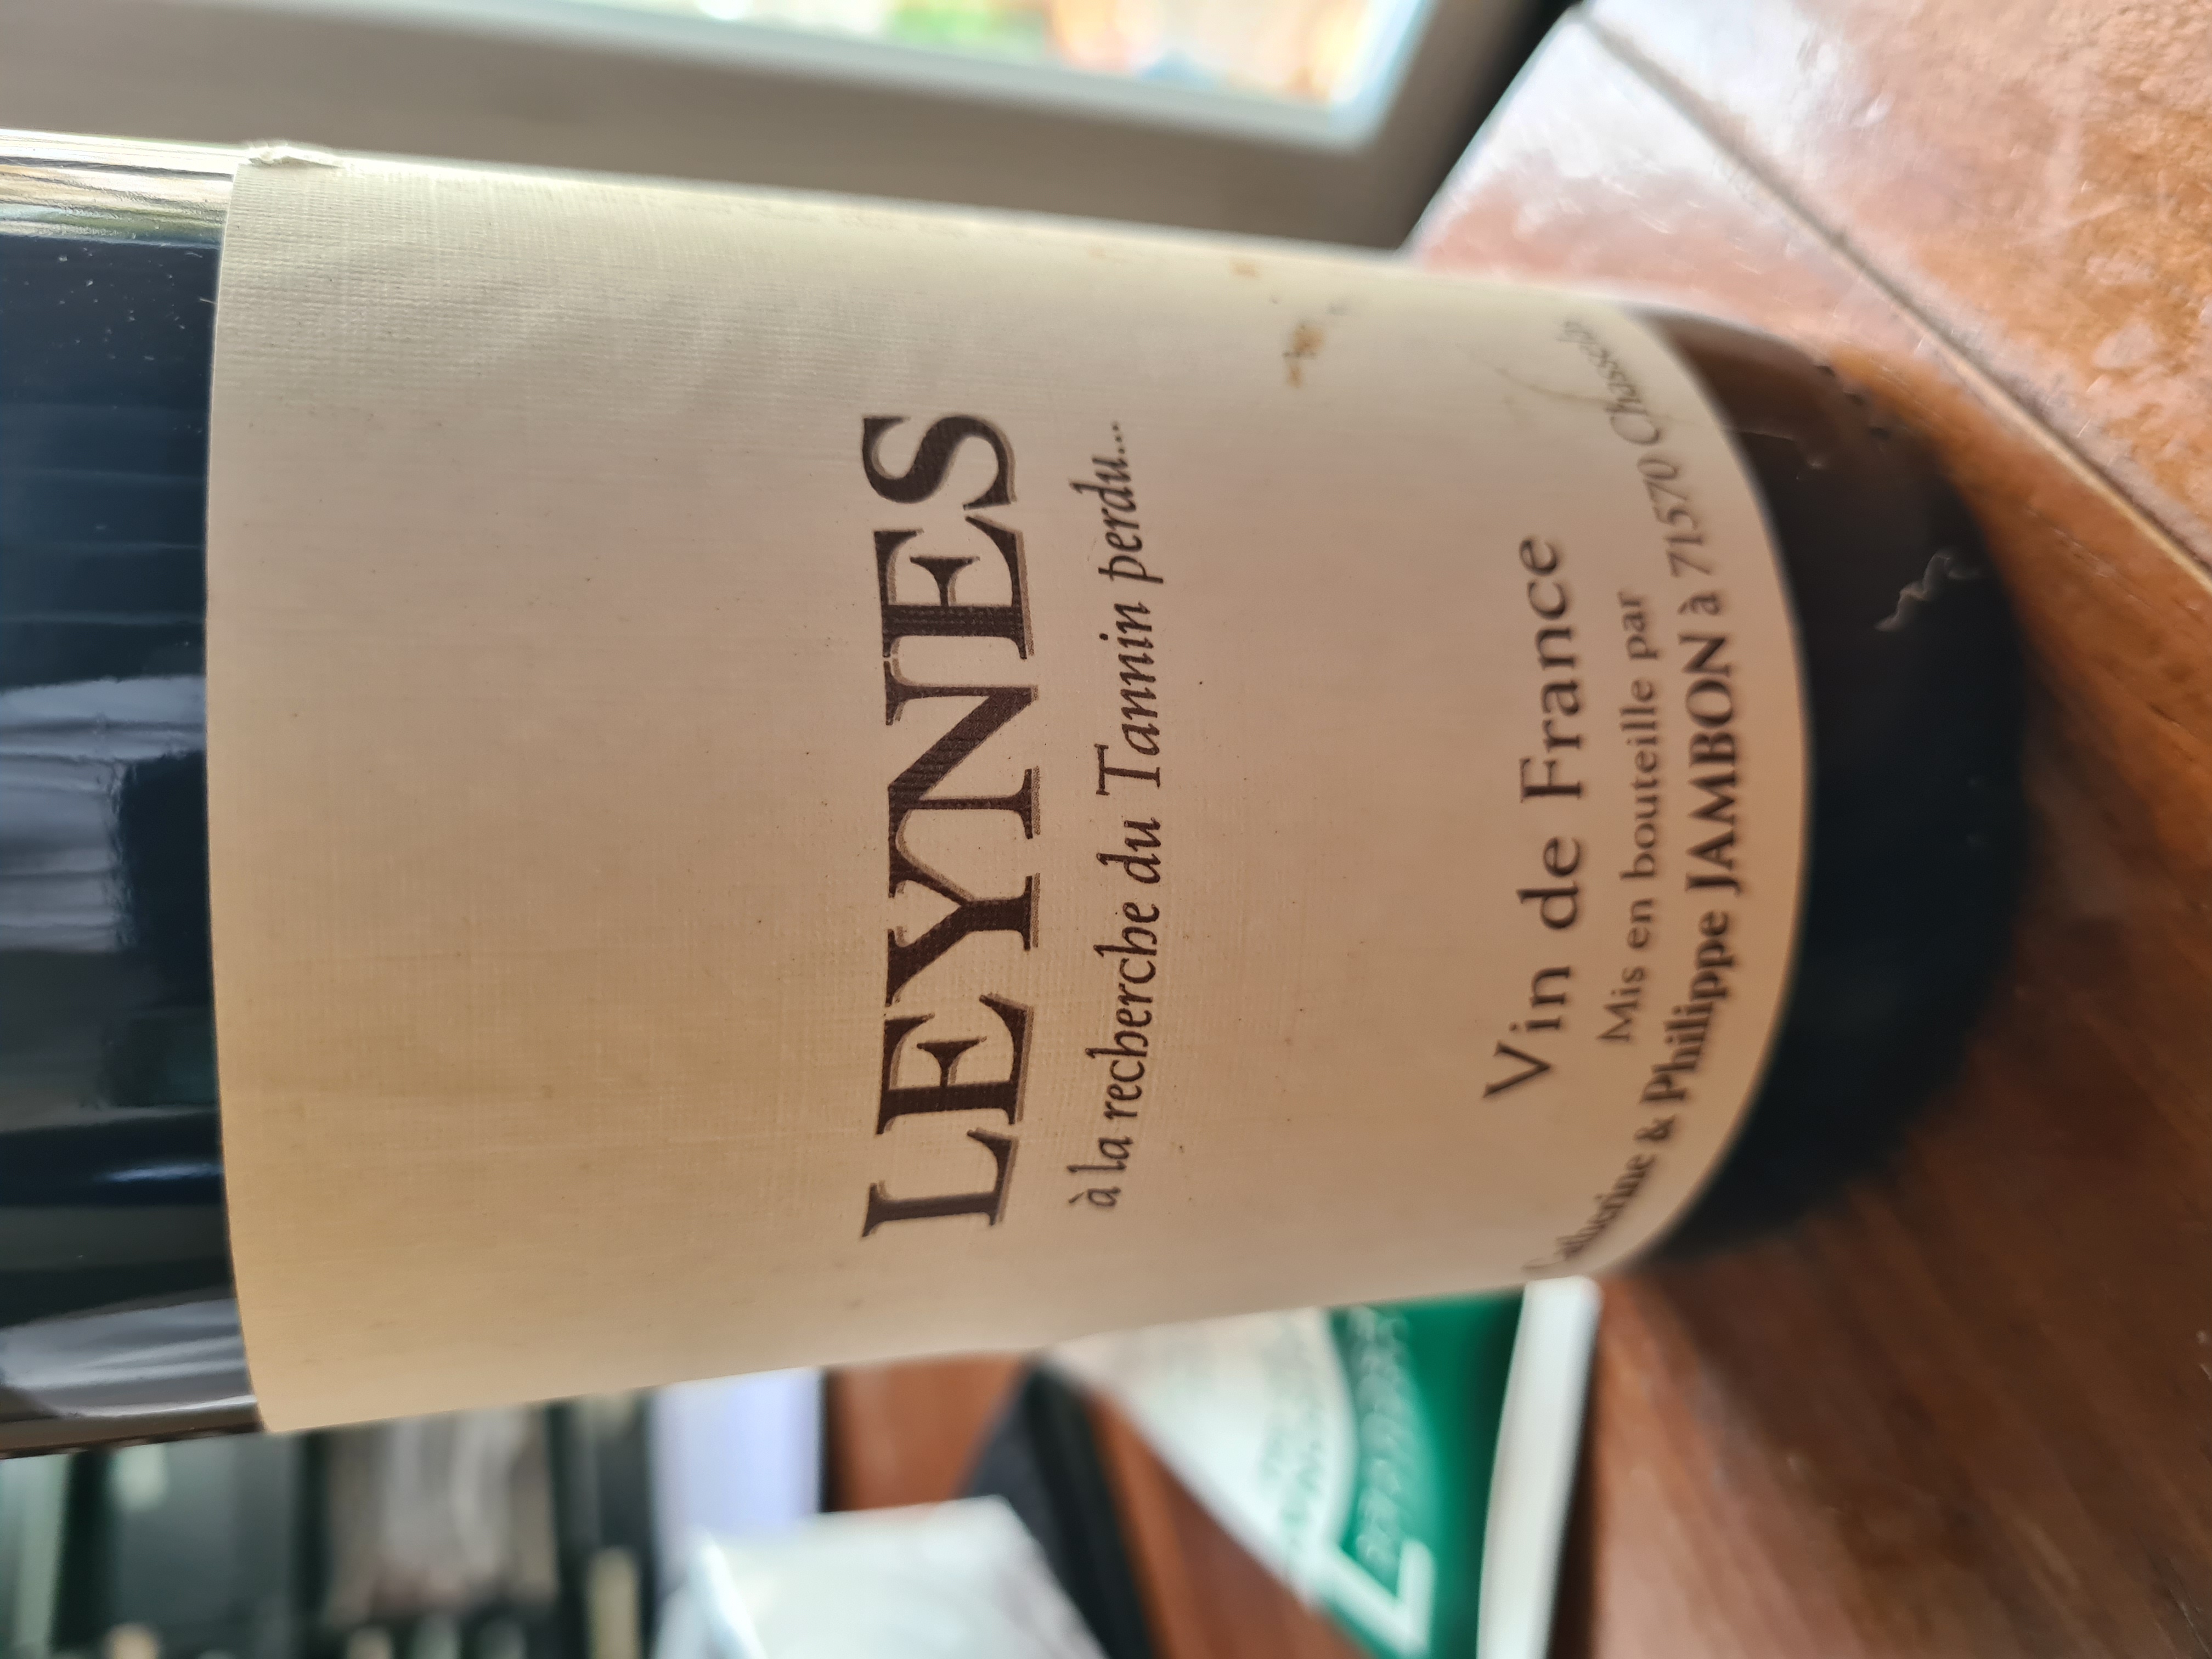 LEYNES
à la recherche du Tannin perdu...
Vin de France
Mis en bouteille par
Catherine & Philippe JAMBON à 71570 Chasselas